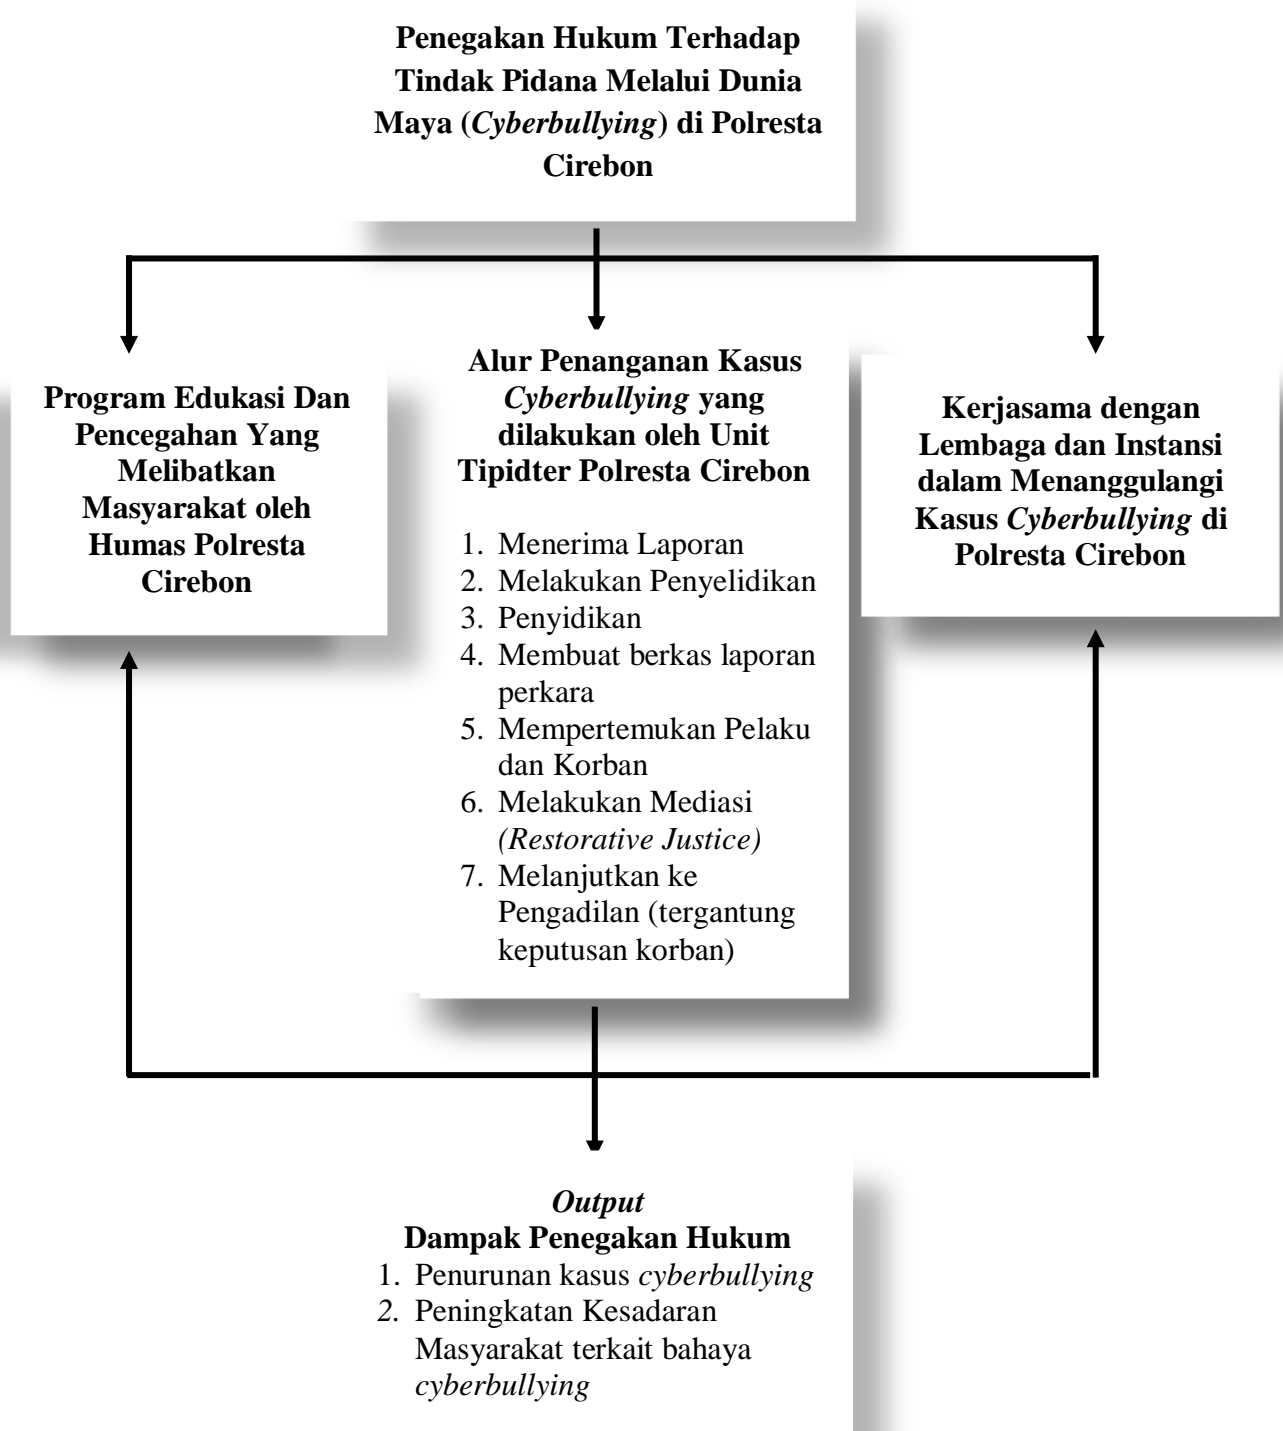 Penegakan Hukum Terhadap
Tindak Pidana Melalui Dunia
Maya (Cyberbullying) di Polresta
Cirebon
Program Edukasi Dan
Pencegahan Yang
Melibatkan
Masyarakat oleh
Humas Polresta
Cirebon
Alur Penanganan Kasus
Cyberbullying yang
dilakukan oleh Unit
Tipidter Polresta Cirebon
1. Menerima Laporan
2. Melakukan Penyelidikan
3. Penyidikan
4. Membuat berkas laporan
perkara
5. Mempertemukan Pelaku
dan Korban
6. Melakukan Mediasi
(Restorative Justice)
7. Melanjutkan ke
Pengadilan (tergantung
keputusan korban)
Kerjasama dengan
Lembaga dan Instansi
dalam Menanggulangi
Kasus Cyberbullying di
Polresta Cirebon
Output
Dampak Penegakan Hukum
1. Penurunan kasus cyberbullying
2. Peningkatan Kesadaran
Masyarakat terkait bahaya
cyberbullying